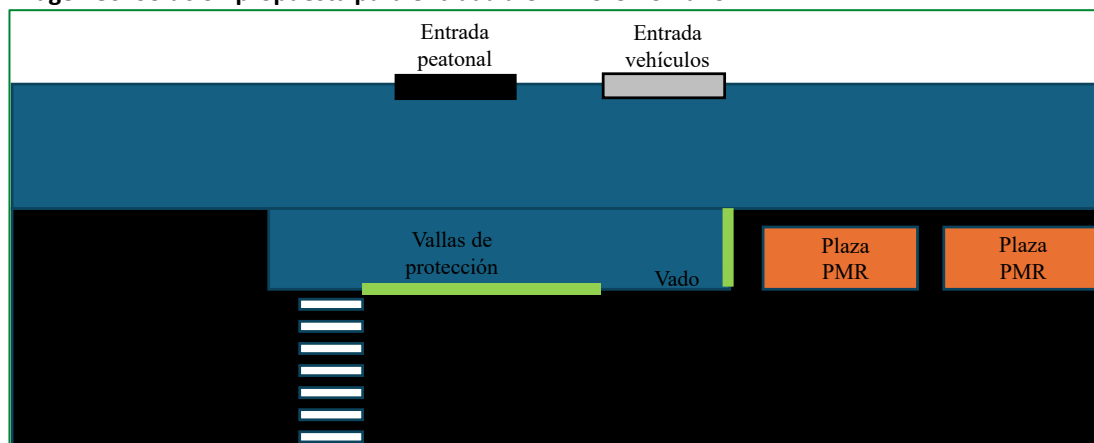 Entrada
peatonal
Entrada
vehículos
Vallas de
protección
Vado
Plaza
PMR
Plaza
PMR